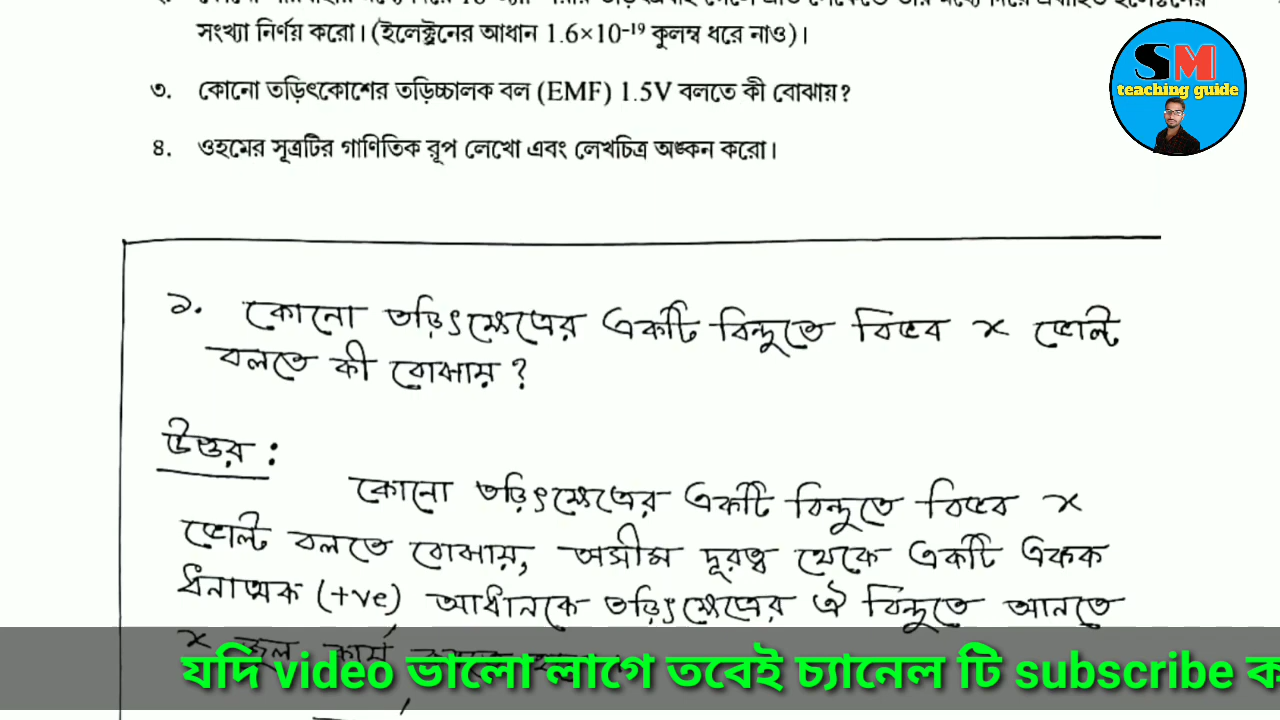 সংখ্যা নির্ণয় করো। (ইলেক্ট্রনের আধান 1.6×10⁻¹⁹ কুলম্ব ধরে নাও)।
৩. কোনো তড়িৎকোশের তড়িচ্চালক বল (EMF) 1.5V বলতে কী বোঝায়?
৪. ওহমের সূত্রটির গাণিতিক রূপ লেখো এবং লেখচিত্র অঙ্কন করো।
SM
teaching guide
১. কোনো তড়িৎক্ষেত্রের একটি বিন্দুতে বিভব x ভোল্ট
বলতে কী বোঝায়?
উত্তর:
কোনো তড়িৎক্ষেত্রের একটি বিন্দুতে বিভব x
ভোল্ট বলতে বোঝায়, অসীম দূরত্ব থেকে একটি একক
ধনাত্মক (+ve) আধানকে তড়িৎক্ষেত্রের ঐ বিন্দুতে আনতে
x জুল কার্য
যদি video ভালো লাগে তবেই চ্যানেল টি subscribe ক